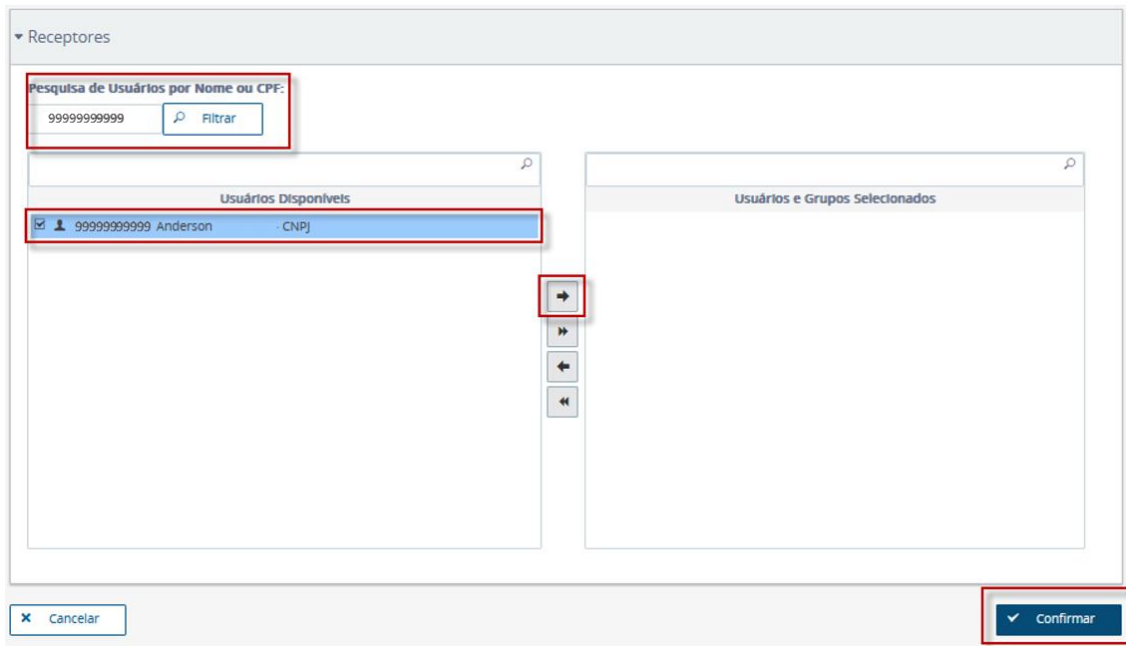 Receptores
Pesquisa de Usuários por Nome ou CPF:
99999999999 Filtrar
Usuários Disponíveis
99999999999 Anderson - CNPJ
Usuários e Grupos Selecionados
Cancelar
Confirmar